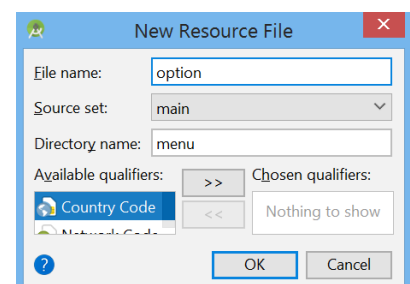 New Resource File
File name: option
Source set: main
Directory name: menu
Available qualifiers: >> Chosen qualifiers:
Country Code << Nothing to show
OK Cancel